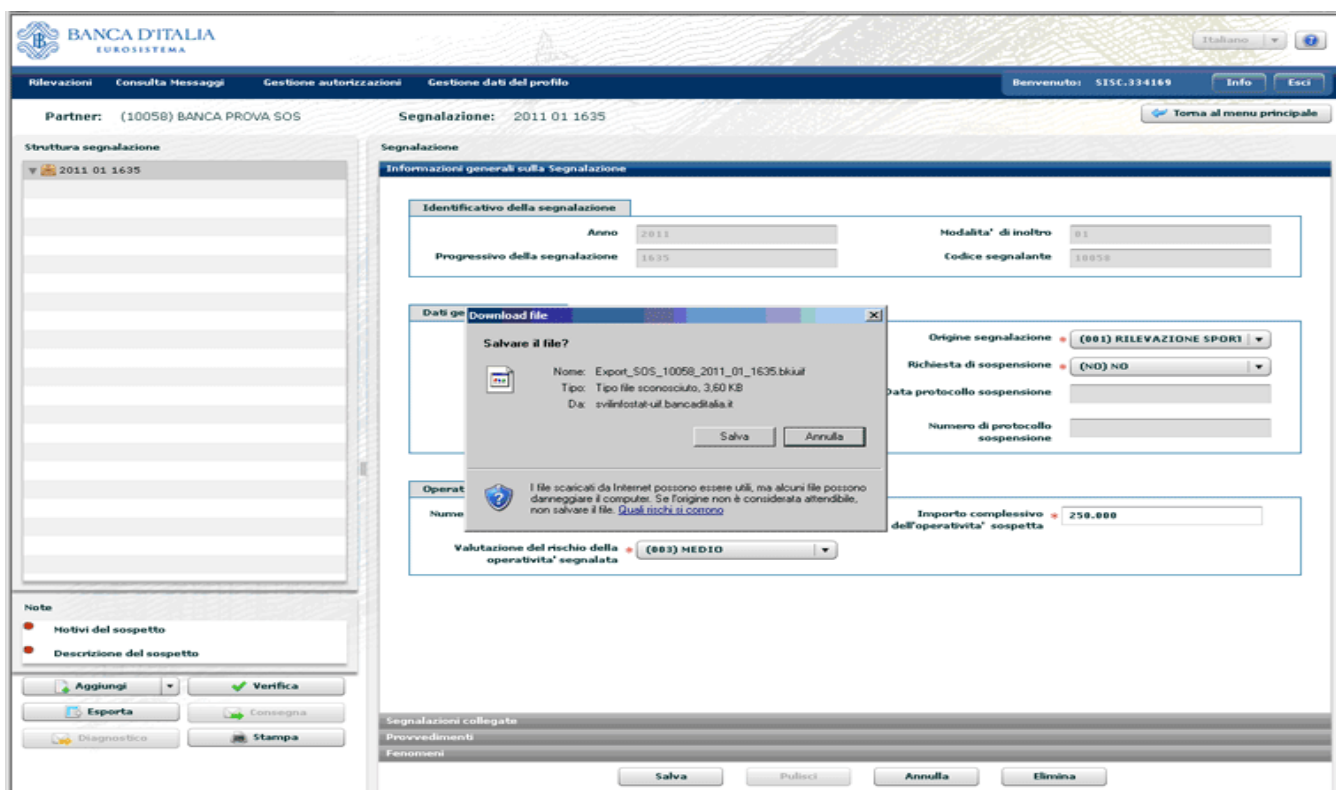 BANCA D'ITALIA
EUROSISTEMA
Italiano
Rilevazioni Consulta Messaggi Gestione autorizzazioni Gestione dati del profilo Benvenuto: SISC.334169 Info Esci
Partner: (10058) BANCA PROVA SOS Segnalazione: 2011 01 1635 Torna al menu principale
Struttura segnalazione
2011 01 1635
Segnalazione
Informazioni generali sulla Segnalazione
Identificativo della segnalazione
Anno 2011 Modalita' di inoltro 01
Progressivo della segnalazione 1635 Codice segnalante 10058
Dati ge
Origine segnalazione * (001) RILEVAZIONE SPORT
Richiesta di sospensione * (NO) NO
Data protocollo sospensione
Numero di protocollo
sospensione
Download file
Salvare il file?
Nome: Export_SOS_10058_2011_01_1635.bkiuif
Tipo: Tipo file sconosciuto, 3,60 KB
Da: svilinfostat-uif.bancaditalia.it
Salva Annulla
I file scaricati da Internet possono essere utili, ma alcuni file possono
danneggiare il computer. Se l'origine non è considerata attendibile,
non salvare il file. Quali rischi si corrono
Operat
Nume
Importo complessivo * 250.000
dell'operativita' sospetta
Valutazione del rischio della * (003) MEDIO
operativita' segnalata
Note
Motivi del sospetto
Descrizione del sospetto
Aggiungi Verifica
Esporta Consegna
Diagnostico Stampa
Segnalazioni collegate
Provvedimenti
Fenomeni
Salva Pulisci Annulla Elimina